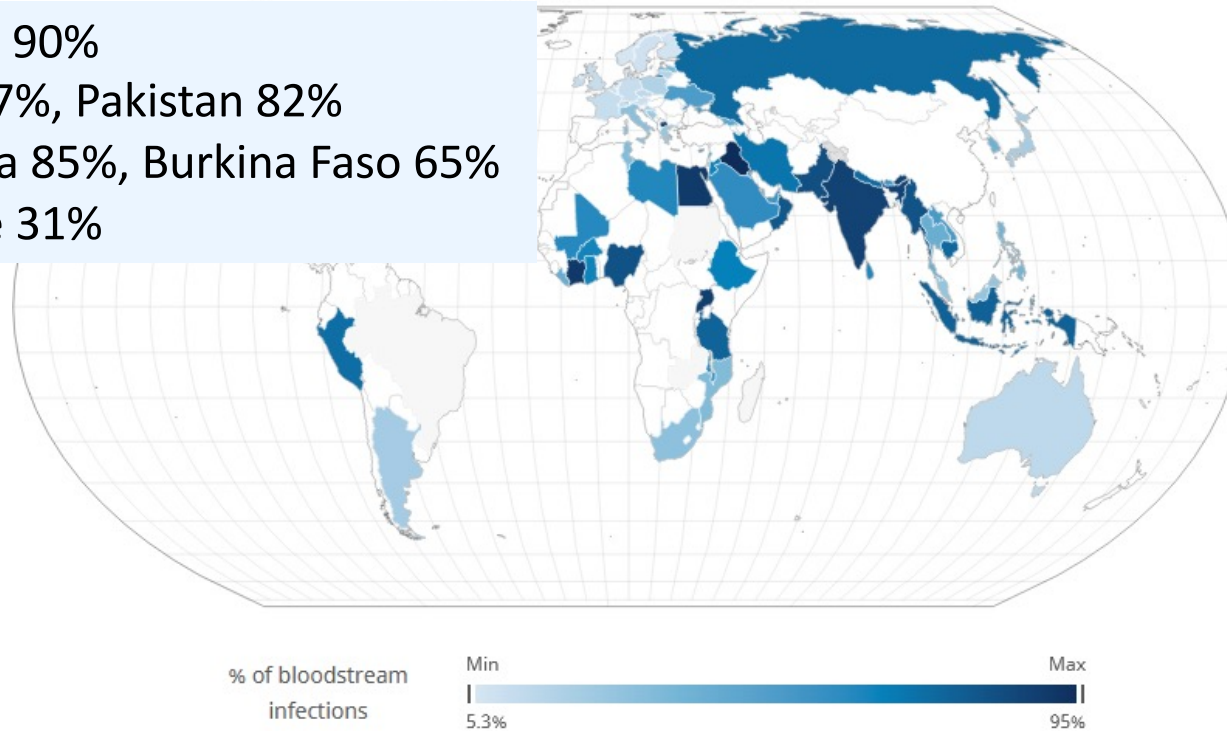 90%
7%, Pakistan 82%
a 85%, Burkina Faso 65%
e 31%
% of bloodstream
infections
Min
Max
5.3%
95%